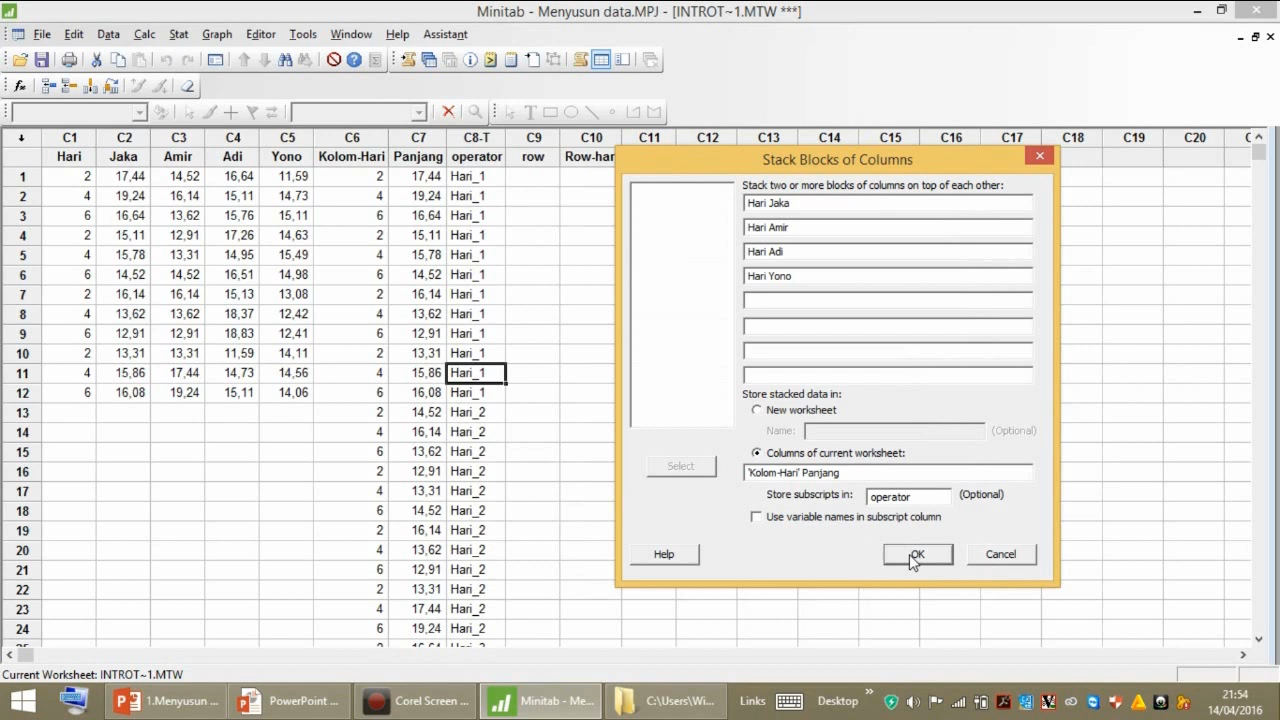 Minitab - Menyusun data.MPJ - [INTROT~1.MTW ***]
File Edit Data Calc Stat Graph Editor Tools Window Help Assistant
C1 C2 C3 C4 C5 C6 C7 C8-T C9 C10 C11 C12 C13 C14 C15 C16 C17 C18 C19 C20
Hari Jaka Amir Adi Yono Kolom-Hari Panjang operator row Row-har
1 2 17,44 14,52 16,64 11,59 2 17,44 Hari_1
2 4 19,24 16,14 15,11 14,73 4 19,24 Hari_1
3 6 16,64 13,62 15,76 15,11 6 16,64 Hari_1
4 2 15,11 12,91 17,26 14,63 2 15,11 Hari_1
5 4 15,78 13,31 14,95 15,49 4 15,78 Hari_1
6 6 14,52 14,52 16,51 14,98 6 14,52 Hari_1
7 2 16,14 16,14 15,13 13,08 2 16,14 Hari_1
8 4 13,62 13,62 18,37 12,42 4 13,62 Hari_1
9 6 12,91 12,91 18,83 12,41 6 12,91 Hari_1
10 2 13,31 13,31 11,59 14,11 2 13,31 Hari_1
11 4 15,86 17,44 14,73 14,56 4 15,86 Hari_1
12 6 16,08 19,24 15,11 14,06 6 16,08 Hari_1
13 2 14,52 Hari_2
14 4 16,14 Hari_2
15 6 13,62 Hari_2
16 2 12,91 Hari_2
17 4 13,31 Hari_2
18 6 14,52 Hari_2
19 2 16,14 Hari_2
20 4 13,62 Hari_2
21 6 12,91 Hari_2
22 2 13,31 Hari_2
23 4 17,44 Hari_2
24 6 19,24 Hari_2
Stack Blocks of Columns
Stack two or more blocks of columns on top of each other:
Hari Jaka
Hari Amir
Hari Adi
Hari Yono
Store stacked data in:
New worksheet
Name: (Optional)
Columns of current worksheet:
Select
'Kolom-Hari' Panjang
Store subscripts in: operator (Optional)
Use variable names in subscript column
Help OK Cancel
Current Worksheet: INTROT~1.MTW
1.Menyusun ... PowerPoint ... Corel Screen ... Minitab - Me... C:\Users\Wi... Links Desktop
21:54
14/04/2016